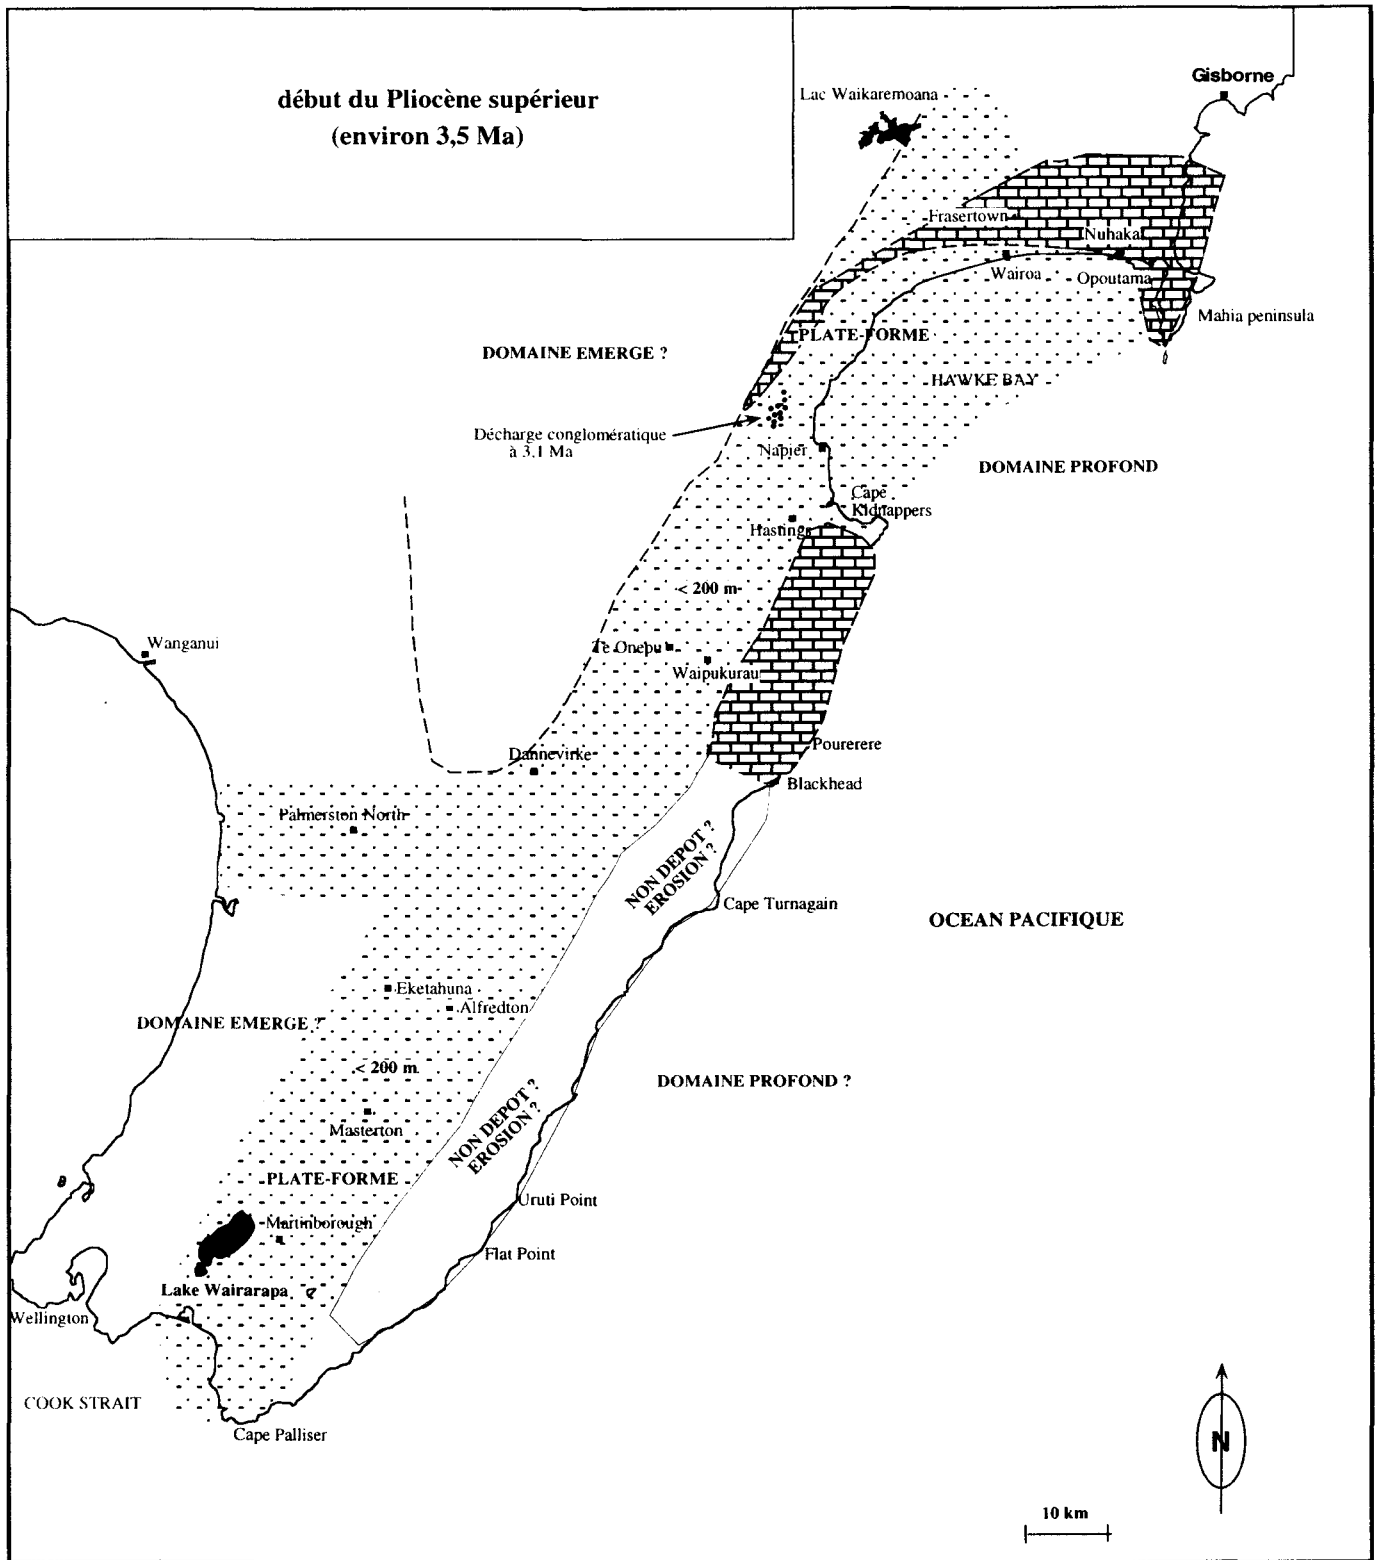 début du Pliocène supérieur
(environ 3,5 Ma)
Gisborne
Lac Waikaremoana
Frasertown
Nuhaka
Wairoa
Opoutama
Mahia peninsula
PLATE-FORME
DOMAINE EMERGE ?
HAWKE BAY
Décharge conglomératique
à 3,1 Ma
Napier
DOMAINE PROFOND
Cape
Kidnappers
Hastings
< 200 m
Te Onepu
Waipukurau
Wanganui
Pourerere
Dannevirke
Blackhead
Palmerston North
NON DEPOT ?
EROSION ?
Cape Turnagain
OCEAN PACIFIQUE
Eketahuna
Alfredton
DOMAINE EMERGE ?
< 200 m
DOMAINE PROFOND ?
Masterton
NON DEPOT ?
EROSION ?
PLATE-FORME
Uruti Point
Martinborough
Flat Point
Lake Wairarapa
Wellington
COOK STRAIT
Cape Palliser
N
10 km